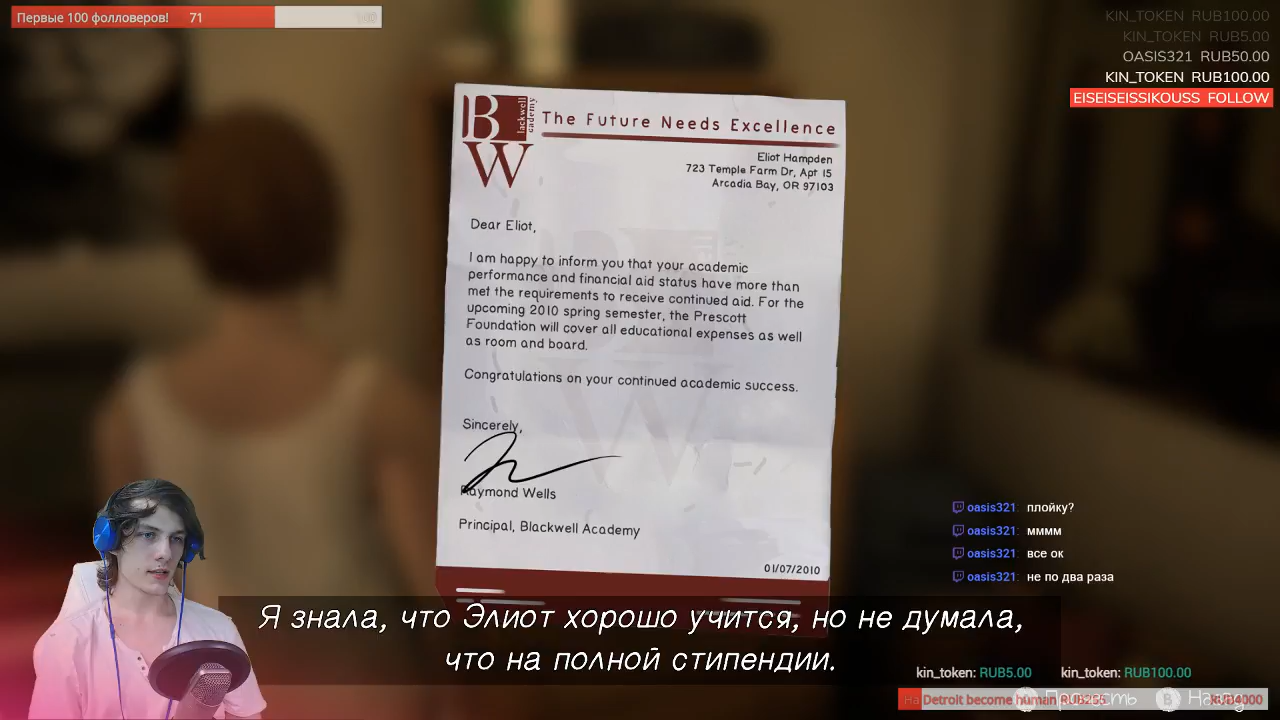 Первые 100 фолловеров! 71 100
KIN_TOKEN RUB100.00
KIN_TOKEN RUB5.00
OASIS321 RUB50.00
KIN_TOKEN RUB100.00
EISEISEISSIKOUSS FOLLOW
B
lackwell
cademy
W
The Future Needs Excellence
Eliot Hampden
723 Temple Farm Dr, Apt 15
Arcadia Bay, OR 97103
Dear Eliot,
I am happy to inform you that your academic
performance and financial aid status have more than
met the requirements to receive continued aid. For the
upcoming 2010 spring semester, the Prescott
Foundation will cover all educational expenses as well
as room and board.
Congratulations on your continued academic success.
Sincerely,
Raymond Wells
Principal, Blackwell Academy
01/07/2010
oasis321: плойку?
oasis321: мммм
oasis321: все ок
oasis321: не по два раза
Я знала, что Элиот хорошо учится, но не думала,
что на полной стипендии.
kin_token: RUB5.00 kin_token: RUB100.00
На Detroit become human
Прочесть B Назад